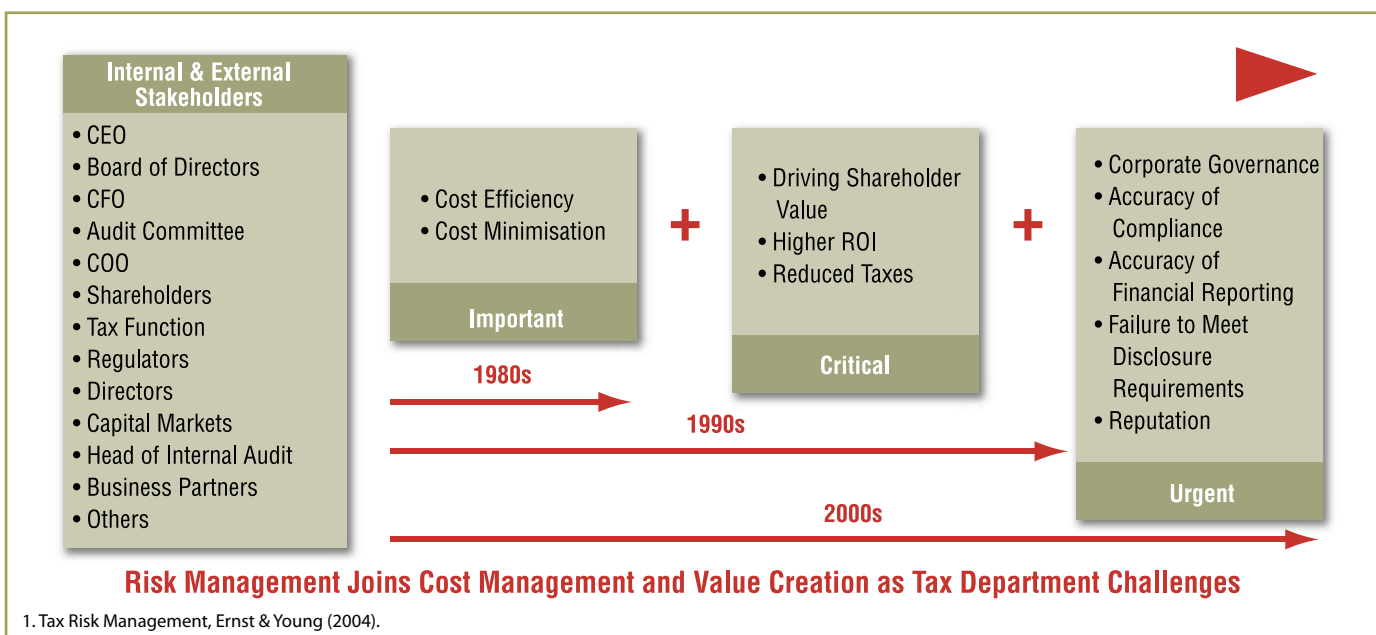 Internal & External
Stakeholders
• CEO
• Board of Directors
• CFO
• Audit Committee
• COO
• Shareholders
• Tax Function
• Regulators
• Directors
• Capital Markets
• Head of Internal Audit
• Business Partners
• Others
• Cost Efficiency
• Cost Minimisation
Important
+
• Driving Shareholder
Value
• Higher ROI
• Reduced Taxes
Critical
+
• Corporate Governance
• Accuracy of
Compliance
• Accuracy of
Financial Reporting
• Failure to Meet
Disclosure
Requirements
• Reputation
Urgent
1980s
1990s
2000s
Risk Management Joins Cost Management and Value Creation as Tax Department Challenges
1. Tax Risk Management, Ernst & Young (2004).